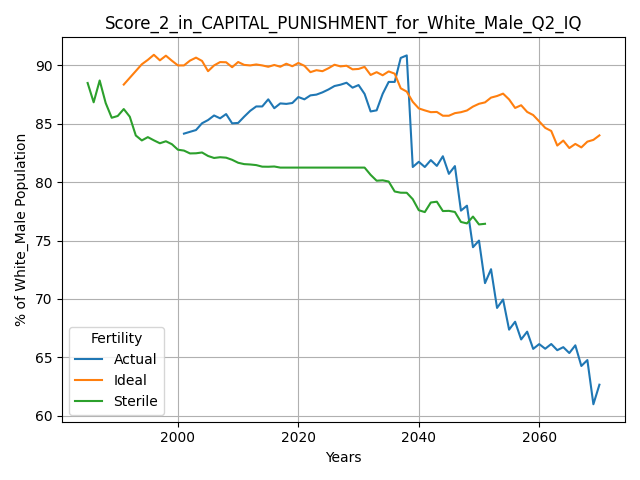 Score_2_in_CAPITAL_PUNISHMENT_for_White_Male_Q2_IQ
% of White_Male Population
90
85
80
75
70
65
60
Fertility
Actual
Ideal
Sterile
2000
2020
2040
2060
Years